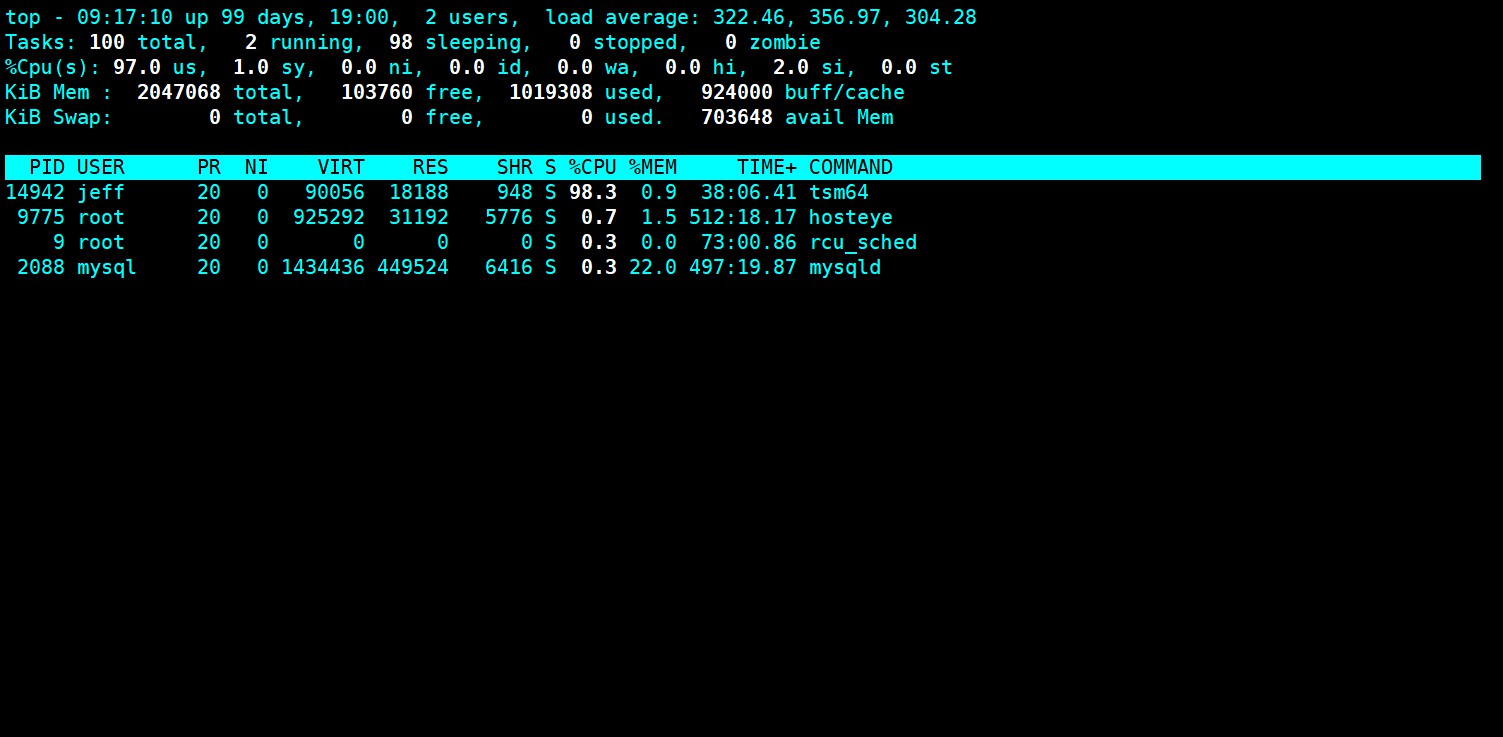 top - 09:17:10 up 99 days, 19:00,  2 users,  load average: 322.46, 356.97, 304.28
Tasks: 100 total,   2 running,  98 sleeping,   0 stopped,   0 zombie
%Cpu(s): 97.0 us,  1.0 sy,  0.0 ni,  0.0 id,  0.0 wa,  0.0 hi,  2.0 si,  0.0 st
KiB Mem :  2047068 total,   103760 free,  1019308 used,   924000 buff/cache
KiB Swap:        0 total,        0 free,        0 used.   703648 avail Mem
  PID USER      PR  NI    VIRT    RES    SHR S %CPU %MEM     TIME+ COMMAND
14942 jeff      20   0   90056  18188    948 S 98.3  0.9  38:06.41 tsm64
 9775 root      20   0  925292  31192   5776 S  0.7  1.5 512:18.17 hosteye
    9 root      20   0       0      0      0 S  0.3  0.0  73:00.86 rcu_sched
 2088 mysql     20   0 1434436 449524   6416 S  0.3 22.0 497:19.87 mysqld